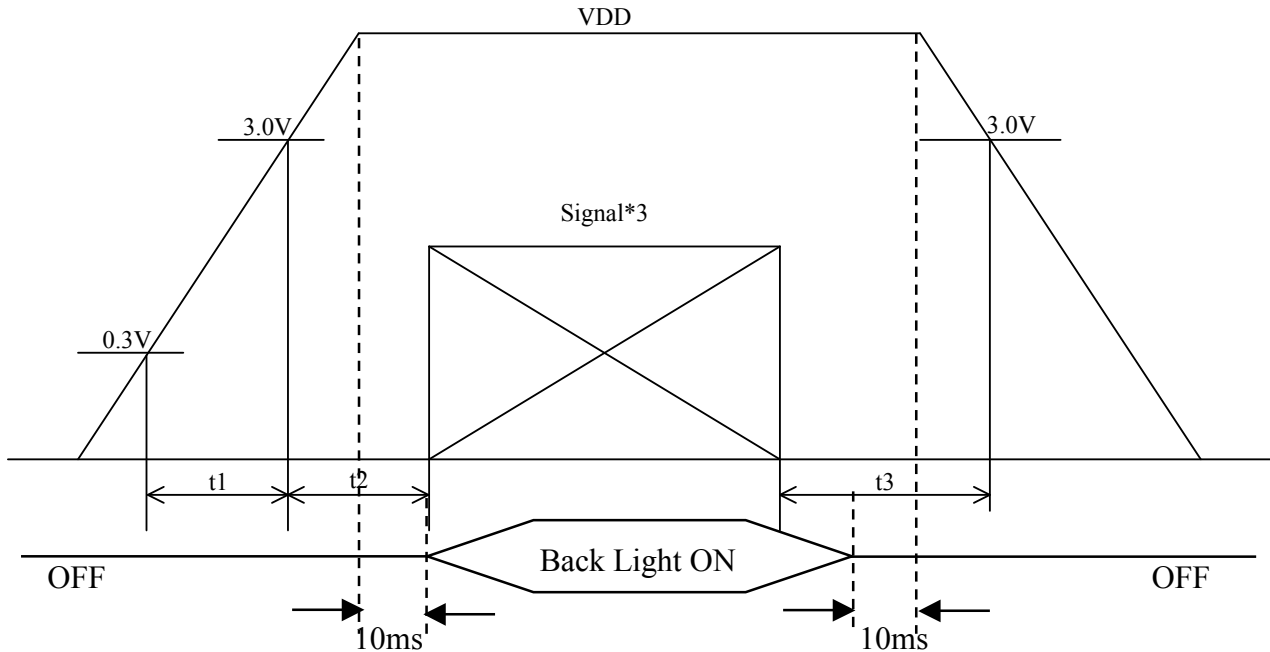 VDD
3.0V
3.0V
Signal*3
0.3V
t1
t2
t3
Back Light ON
OFF
OFF
10ms
10ms